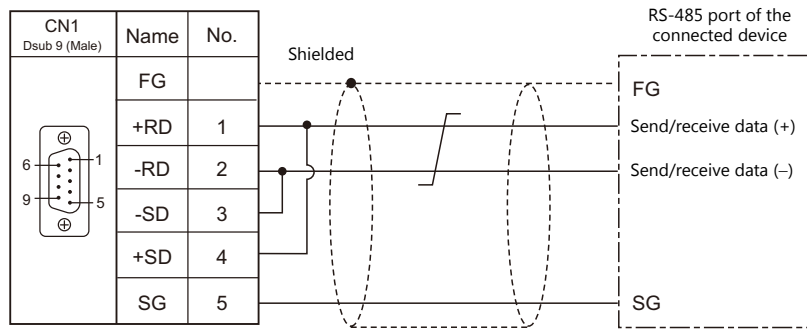 CN1
Dsub 9 (Male)
Name
No.
Shielded
RS-485 port of the
connected device
FG
FG
+RD
1
Send/receive data (+)
-RD
2
Send/receive data (–)
-SD
3
+SD
4
SG
5
SG
6
1
9
5